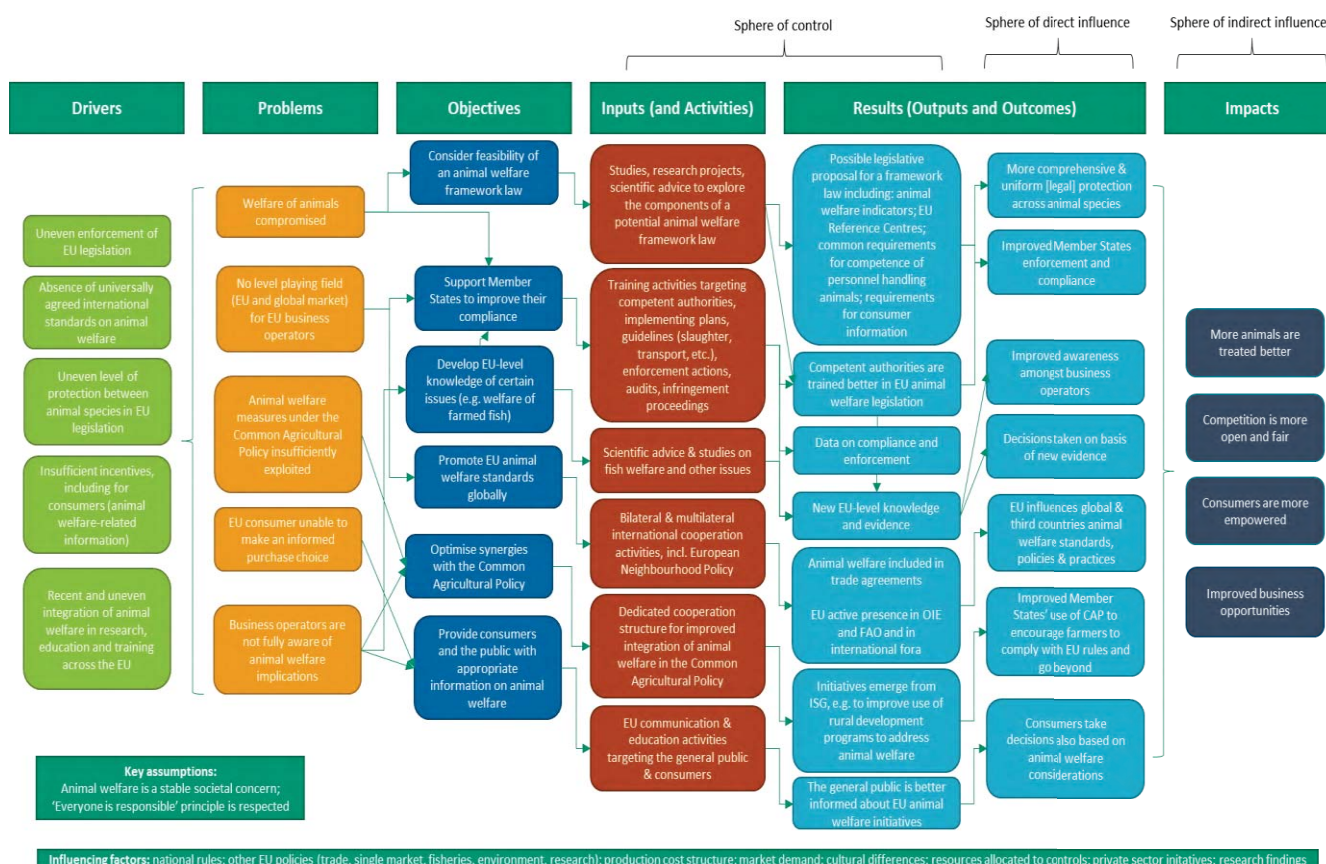 Sphere of control
Sphere of direct influence
Sphere of indirect influence
Drivers
Problems
Objectives
Inputs (and Activities)
Results (Outputs and Outcomes)
Impacts
Uneven enforcement of
EU legislation
Absence of universally
agreed international
standards on animal
welfare
Uneven level of
protection between
animal species in EU
legislation
Insufficient incentives,
including for
consumers (animal
welfare-related
information)
Recent and uneven
integration of animal
welfare in research,
education and training
across the EU
Welfare of animals
compromised
No level playing field
(EU and global market) for
EU business
operators
Animal welfare
measures under the
Common Agricultural
Policy insufficiently
exploited
EU consumer unable to
make an informed
purchase choice
Business operators are
not fully aware of
animal welfare
implications
Consider feasibility of
an animal welfare
framework law
Support Member
States to improve their
compliance
Develop EU-level
knowledge of certain
issues (e.g. welfare of
farmed fish)
Promote EU animal
welfare standards
globally
Optimise synergies
with the Common
Agricultural Policy
Provide consumers
and the public with
appropriate
information on animal
welfare
Studies, research projects,
scientific advice to explore
the components of a
potential animal welfare
framework law
Training activities targeting
competent authorities,
implementing plans,
guidelines (slaughter,
transport, etc.),
enforcement actions,
audits, infringement
proceedings
Scientific advice & studies on
fish welfare and other issues
Bilateral & multilateral
international cooperation
activities, incl. European
Neighbourhood Policy
Dedicated cooperation
structure for improved
integration of animal
welfare in the Common
Agricultural Policy
EU communication &
education activities
targeting the general
public & consumers
Possible legislative
proposal for a framework
law including: animal
welfare indicators; EU
Reference Centres;
common requirements
for competence of
personnel handling
animals; requirements
for consumer
information
Competent authorities are
trained better in EU animal
welfare legislation
Data on compliance and
enforcement
New EU-level knowledge
and evidence
Animal welfare included in
trade agreements
EU active presence in OIE
and FAO and in
international fora
Initiatives emerge from
ISG, e.g. to improve use of
rural development
programs to address
animal welfare
The general public is better
informed about EU animal
welfare initiatives
More comprehensive &
uniform [legal] protection
across animal species
Improved Member States
enforcement and
compliance
Improved awareness
amongst business
operators
Decisions taken on basis
of new evidence
EU influences global &
third countries animal
welfare standards,
policies & practices
Improved Member
States' use of CAP to
encourage farmers to
comply with EU rules and
go beyond
Consumers take
decisions also based on
animal welfare
considerations
More animals are
treated better
Competition is more
open and fair
Consumers are more
empowered
Improved business
opportunities
Key assumptions:
Animal welfare is a stable societal concern;
'Everyone is responsible' principle is respected
Influencing factors: national rules; other EU policies (trade, single market, fisheries, environment, research); production cost structure; market demand; cultural differences; resources allocated to controls; private sector initatives; research findings